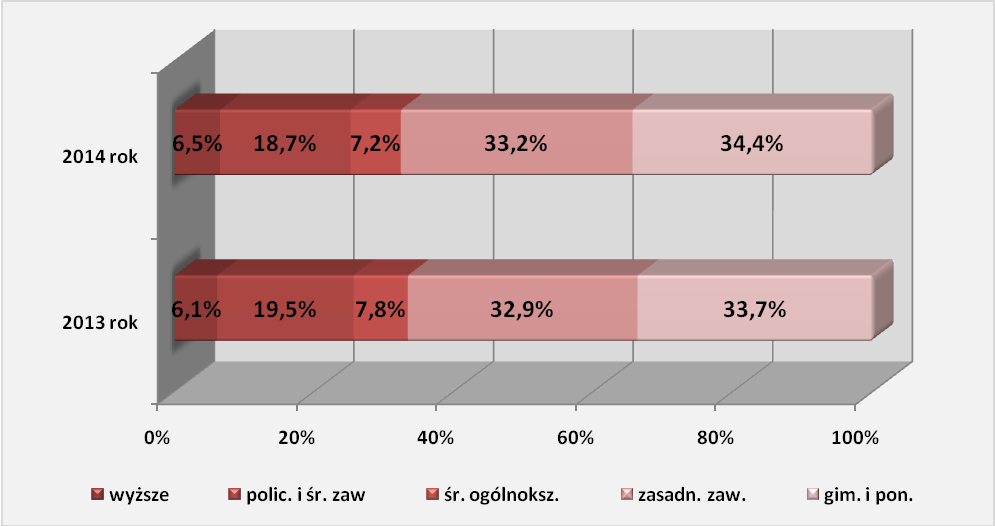 2014 rok
6,5% 18,7% 7,2% 33,2% 34,4%
2013 rok
6,1% 19,5% 7,8% 32,9% 33,7%
0% 20% 40% 60% 80% 100%
wyższe polic. i śr. zaw śr. ogólnoksz. zasadn. zaw. gim. i pon.